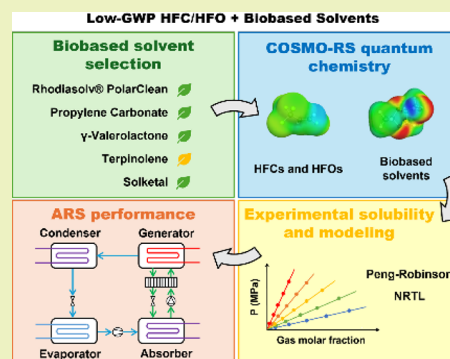 Low-GWP HFC/HFO + Biobased Solvents
Biobased solvent
selection
Rhodiasolv® PolarClean
Propylene Carbonate
γ-Valerolactone
Terpinolene
Solketal
COSMO-RS quantum
chemistry
HFCs and HFOs
Biobased
solvents
ARS performance
Condenser
Generator
Evaporator
Absorber
Experimental solubility
and modeling
P (MPa)
Gas molar fraction
Peng-Robinson
NRTL